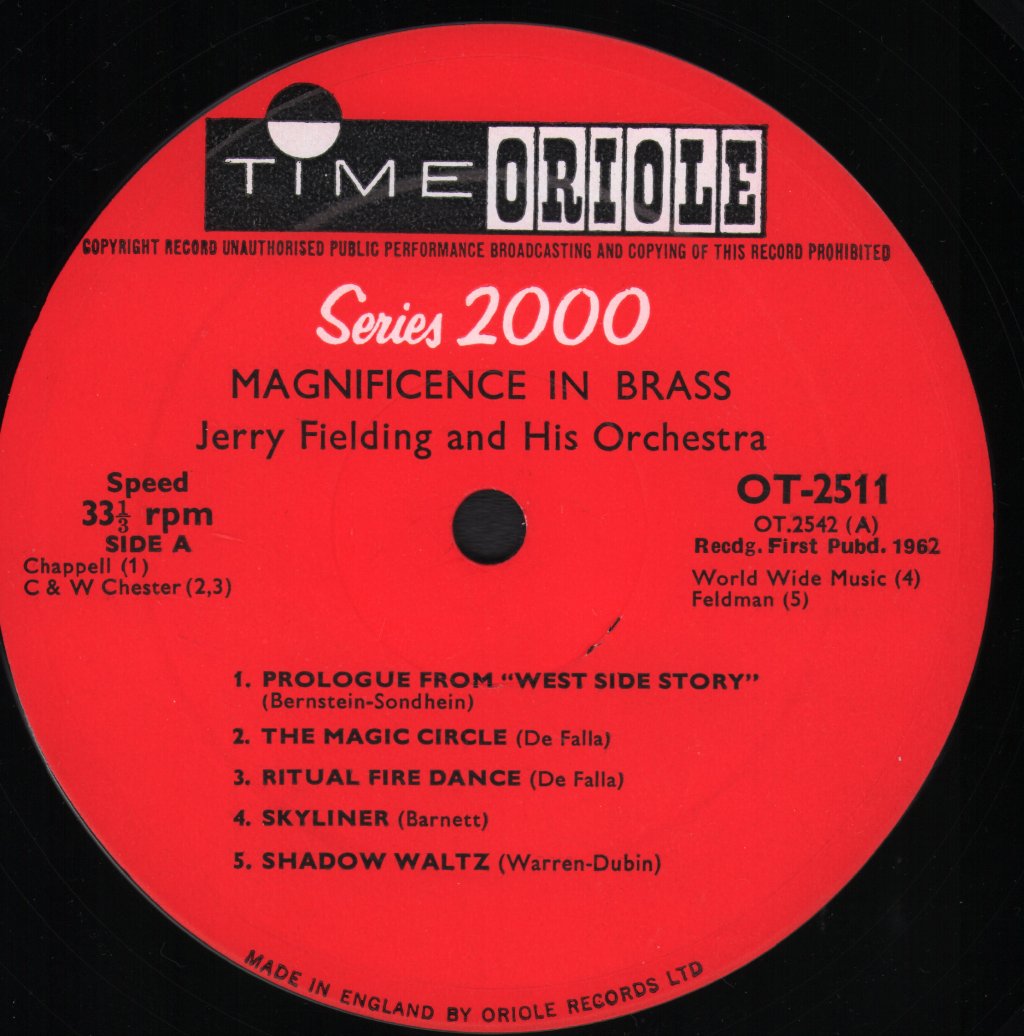 TIME ORIOLE
COPYRIGHT RECORD UNAUTHORISED PUBLIC PERFORMANCE BROADCASTING AND COPYING OF THIS RECORD PROHIBITED
Series 2000
MAGNIFICENCE IN BRASS
Jerry Fielding and His Orchestra
Speed
33⅓ rpm
SIDE A
Chappell (1)
C & W Chester (2,3)
OT-2511
OT.2542 (A)
Recdg. First Pubd. 1962
World Wide Music (4)
Feldman (5)
1. PROLOGUE FROM “WEST SIDE STORY”
(Bernstein-Sondhein)
2. THE MAGIC CIRCLE (De Falla)
3. RITUAL FIRE DANCE (De Falla)
4. SKYLINER (Barnett)
5. SHADOW WALTZ (Warren-Dubin)
MADE IN ENGLAND BY ORIOLE RECORDS LTD